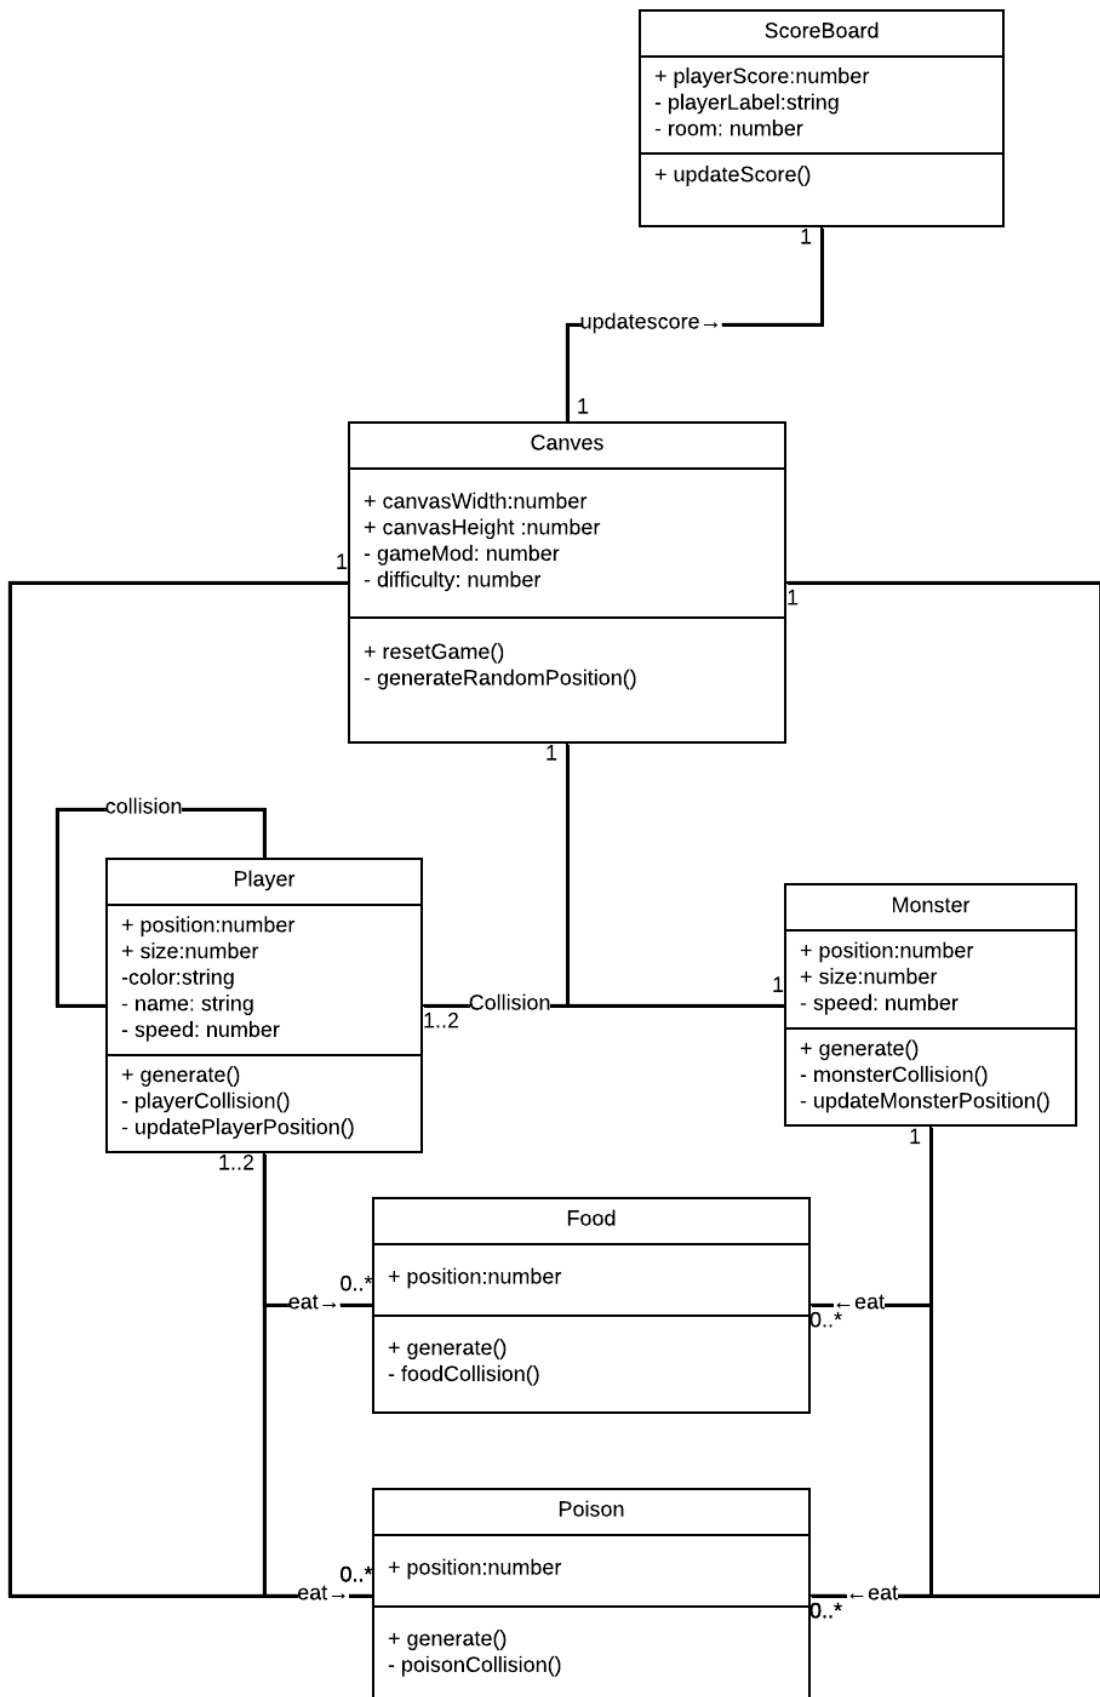 ScoreBoard
+ playerScore:number
- playerLabel:string
- room: number
+ updateScore()
1
updatescore→
1
Canves
+ canvasWidth:number
+ canvasHeight :number
- gameMod: number
- difficulty: number
1
1
+ resetGame()
- generateRandomPosition()
1
collision
Player
+ position:number
+ size:number
-color:string
- name: string
- speed: number
+ generate()
- playerCollision()
- updatePlayerPosition()
1..2
Collision
1..2
1
Monster
+ position:number
+ size:number
- speed: number
+ generate()
- monsterCollision()
- updateMonsterPosition()
1
Food
+ position:number
+ generate()
- foodCollision()
0..*
eat→
←eat
0..*
Poison
+ position:number
+ generate()
- poisonCollision()
0..*
eat→
←eat
0..*